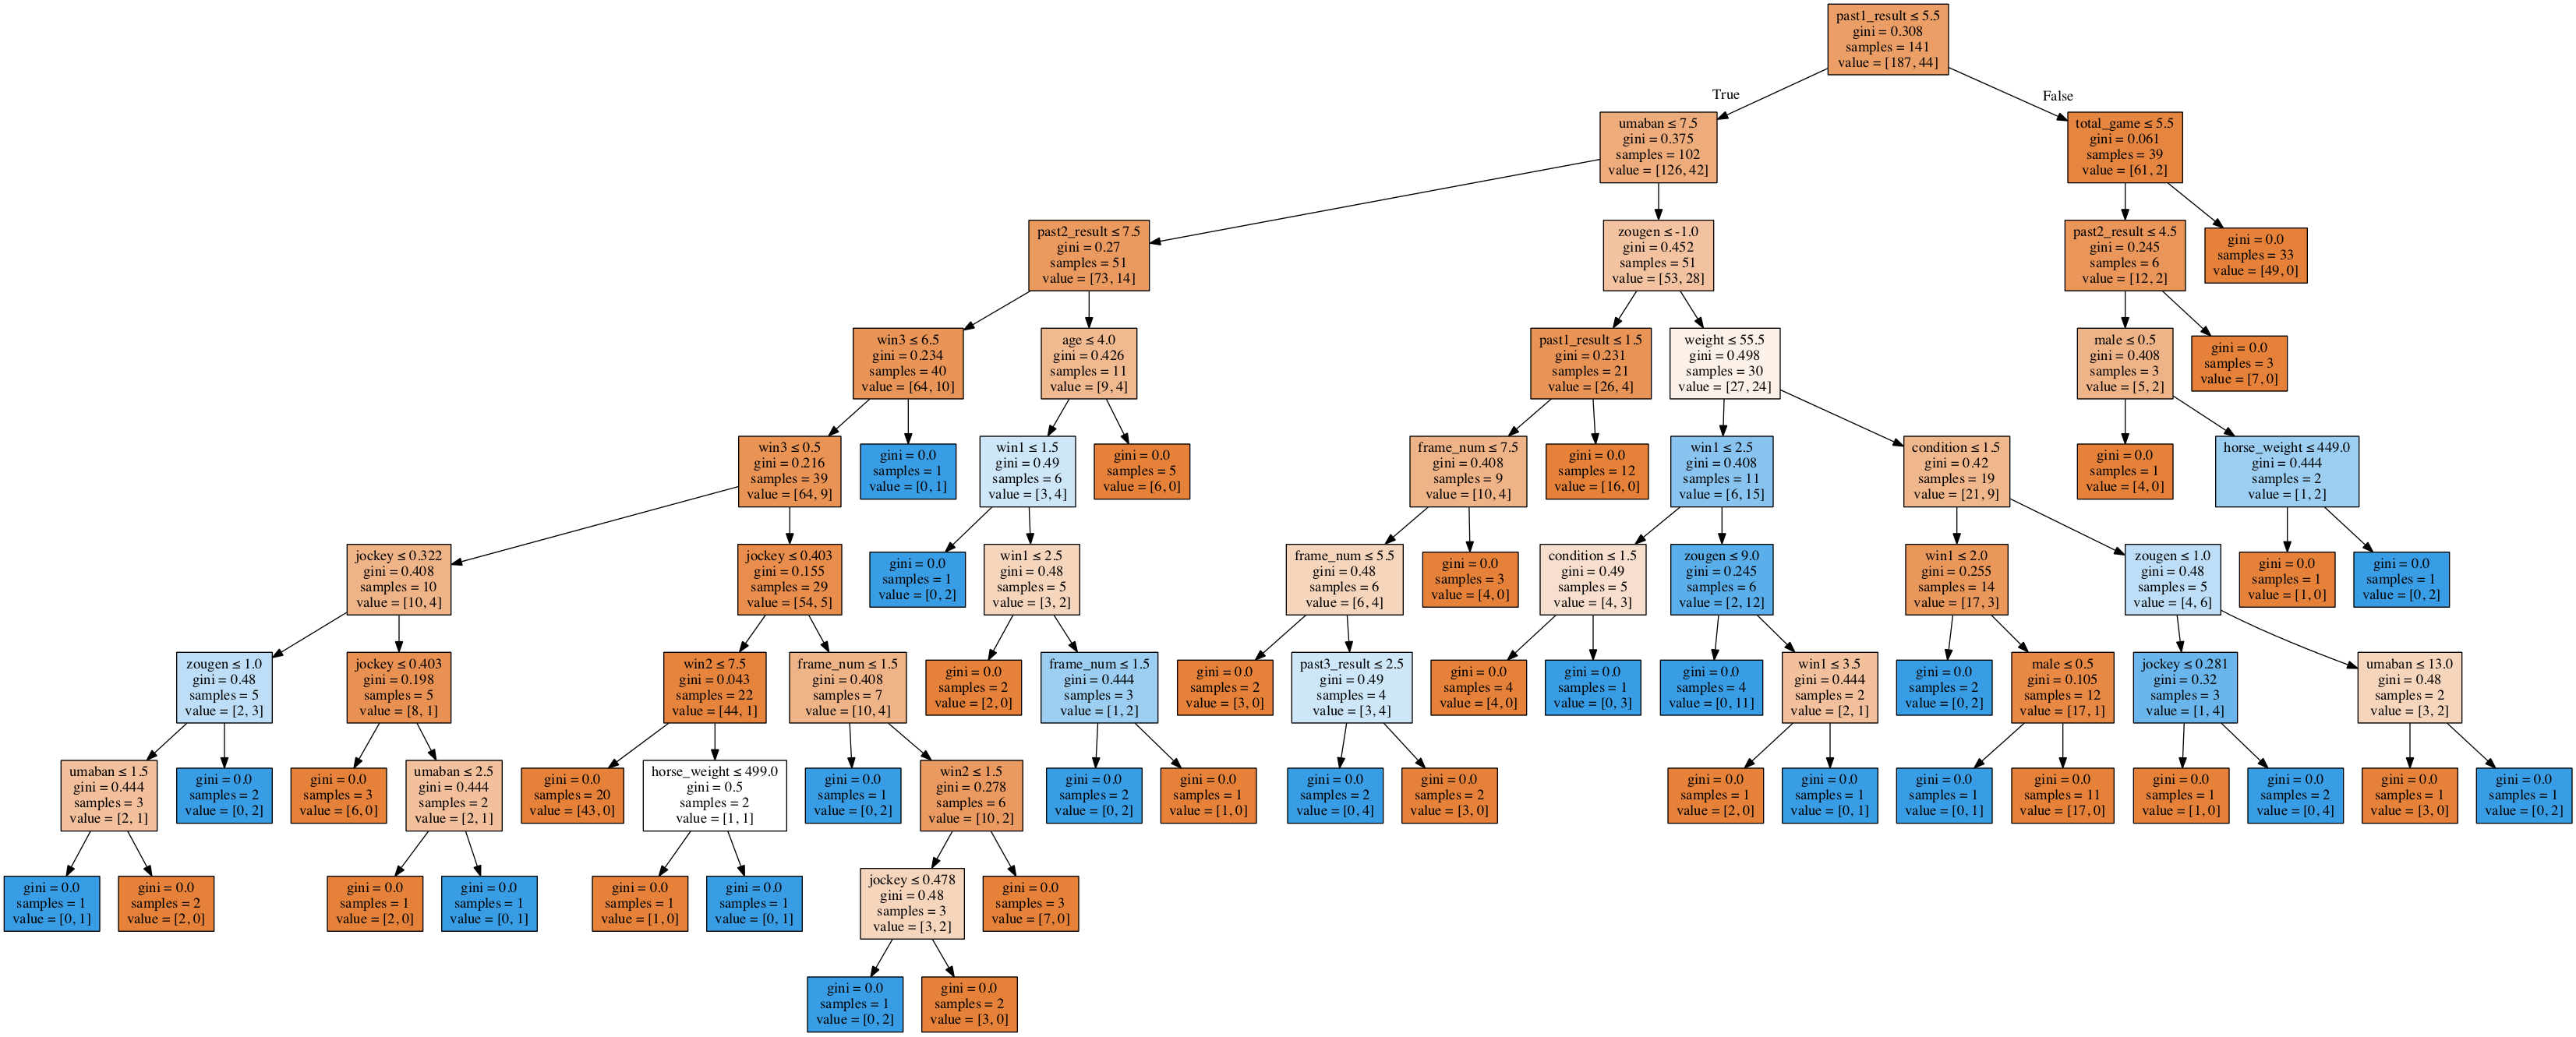 past1_result ≤ 5.5
gini = 0.308
samples = 141
value = [187, 44]
True
False
umaban ≤ 7.5
gini = 0.375
samples = 102
value = [126, 42]
total_game ≤ 5.5
gini = 0.061
samples = 39
value = [61, 2]
past2_result ≤ 7.5
gini = 0.27
samples = 51
value = [73, 14]
zougen ≤ -1.0
gini = 0.452
samples = 51
value = [53, 28]
past2_result ≤ 4.5
gini = 0.245
samples = 6
value = [12, 2]
gini = 0.0
samples = 33
value = [49, 0]
win3 ≤ 6.5
gini = 0.234
samples = 40
value = [64, 10]
age ≤ 4.0
gini = 0.426
samples = 11
value = [9, 4]
past1_result ≤ 1.5
gini = 0.231
samples = 21
value = [26, 4]
weight ≤ 55.5
gini = 0.498
samples = 30
value = [27, 24]
male ≤ 0.5
gini = 0.408
samples = 3
value = [5, 2]
gini = 0.0
samples = 3
value = [7, 0]
win3 ≤ 0.5
gini = 0.216
samples = 39
value = [64, 9]
gini = 0.0
samples = 1
value = [0, 1]
win1 ≤ 1.5
gini = 0.49
samples = 6
value = [3, 4]
gini = 0.0
samples = 5
value = [6, 0]
frame_num ≤ 7.5
gini = 0.408
samples = 9
value = [10, 4]
gini = 0.0
samples = 12
value = [16, 0]
win1 ≤ 2.5
gini = 0.408
samples = 11
value = [6, 15]
condition ≤ 1.5
gini = 0.42
samples = 19
value = [21, 9]
gini = 0.0
samples = 1
value = [4, 0]
horse_weight ≤ 449.0
gini = 0.444
samples = 2
value = [1, 2]
jockey ≤ 0.322
gini = 0.408
samples = 10
value = [10, 4]
jockey ≤ 0.403
gini = 0.155
samples = 29
value = [54, 5]
gini = 0.0
samples = 1
value = [0, 2]
win1 ≤ 2.5
gini = 0.48
samples = 5
value = [3, 2]
frame_num ≤ 5.5
gini = 0.48
samples = 6
value = [6, 4]
gini = 0.0
samples = 3
value = [4, 0]
condition ≤ 1.5
gini = 0.49
samples = 5
value = [4, 3]
zougen ≤ 9.0
gini = 0.245
samples = 6
value = [2, 12]
win1 ≤ 2.0
gini = 0.255
samples = 14
value = [17, 3]
zougen ≤ 1.0
gini = 0.48
samples = 5
value = [4, 6]
gini = 0.0
samples = 1
value = [1, 0]
gini = 0.0
samples = 1
value = [0, 2]
zougen ≤ 1.0
gini = 0.48
samples = 5
value = [2, 3]
jockey ≤ 0.403
gini = 0.198
samples = 5
value = [8, 1]
win2 ≤ 7.5
gini = 0.043
samples = 22
value = [44, 1]
frame_num ≤ 1.5
gini = 0.408
samples = 7
value = [10, 4]
gini = 0.0
samples = 2
value = [2, 0]
frame_num ≤ 1.5
gini = 0.444
samples = 3
value = [1, 2]
gini = 0.0
samples = 2
value = [3, 0]
past3_result ≤ 2.5
gini = 0.49
samples = 4
value = [3, 4]
gini = 0.0
samples = 4
value = [4, 0]
gini = 0.0
samples = 1
value = [0, 3]
gini = 0.0
samples = 4
value = [0, 11]
win1 ≤ 3.5
gini = 0.444
samples = 2
value = [2, 1]
gini = 0.0
samples = 2
value = [0, 2]
male ≤ 0.5
gini = 0.105
samples = 12
value = [17, 1]
jockey ≤ 0.281
gini = 0.32
samples = 3
value = [1, 4]
umaban ≤ 13.0
gini = 0.48
samples = 2
value = [3, 2]
umaban ≤ 1.5
gini = 0.444
samples = 3
value = [2, 1]
gini = 0.0
samples = 2
value = [0, 2]
gini = 0.0
samples = 3
value = [6, 0]
umaban ≤ 2.5
gini = 0.444
samples = 2
value = [2, 1]
gini = 0.0
samples = 20
value = [43, 0]
horse_weight ≤ 499.0
gini = 0.5
samples = 2
value = [1, 1]
gini = 0.0
samples = 1
value = [0, 2]
win2 ≤ 1.5
gini = 0.278
samples = 6
value = [10, 2]
gini = 0.0
samples = 2
value = [0, 2]
gini = 0.0
samples = 1
value = [1, 0]
gini = 0.0
samples = 2
value = [0, 4]
gini = 0.0
samples = 2
value = [3, 0]
gini = 0.0
samples = 1
value = [2, 0]
gini = 0.0
samples = 1
value = [0, 1]
gini = 0.0
samples = 1
value = [0, 1]
gini = 0.0
samples = 11
value = [17, 0]
gini = 0.0
samples = 1
value = [1, 0]
gini = 0.0
samples = 2
value = [0, 4]
gini = 0.0
samples = 1
value = [3, 0]
gini = 0.0
samples = 1
value = [0, 2]
gini = 0.0
samples = 1
value = [0, 1]
gini = 0.0
samples = 2
value = [2, 0]
gini = 0.0
samples = 1
value = [2, 0]
gini = 0.0
samples = 1
value = [0, 1]
gini = 0.0
samples = 1
value = [1, 0]
gini = 0.0
samples = 1
value = [0, 1]
jockey ≤ 0.478
gini = 0.48
samples = 3
value = [3, 2]
gini = 0.0
samples = 3
value = [7, 0]
gini = 0.0
samples = 1
value = [0, 2]
gini = 0.0
samples = 2
value = [3, 0]